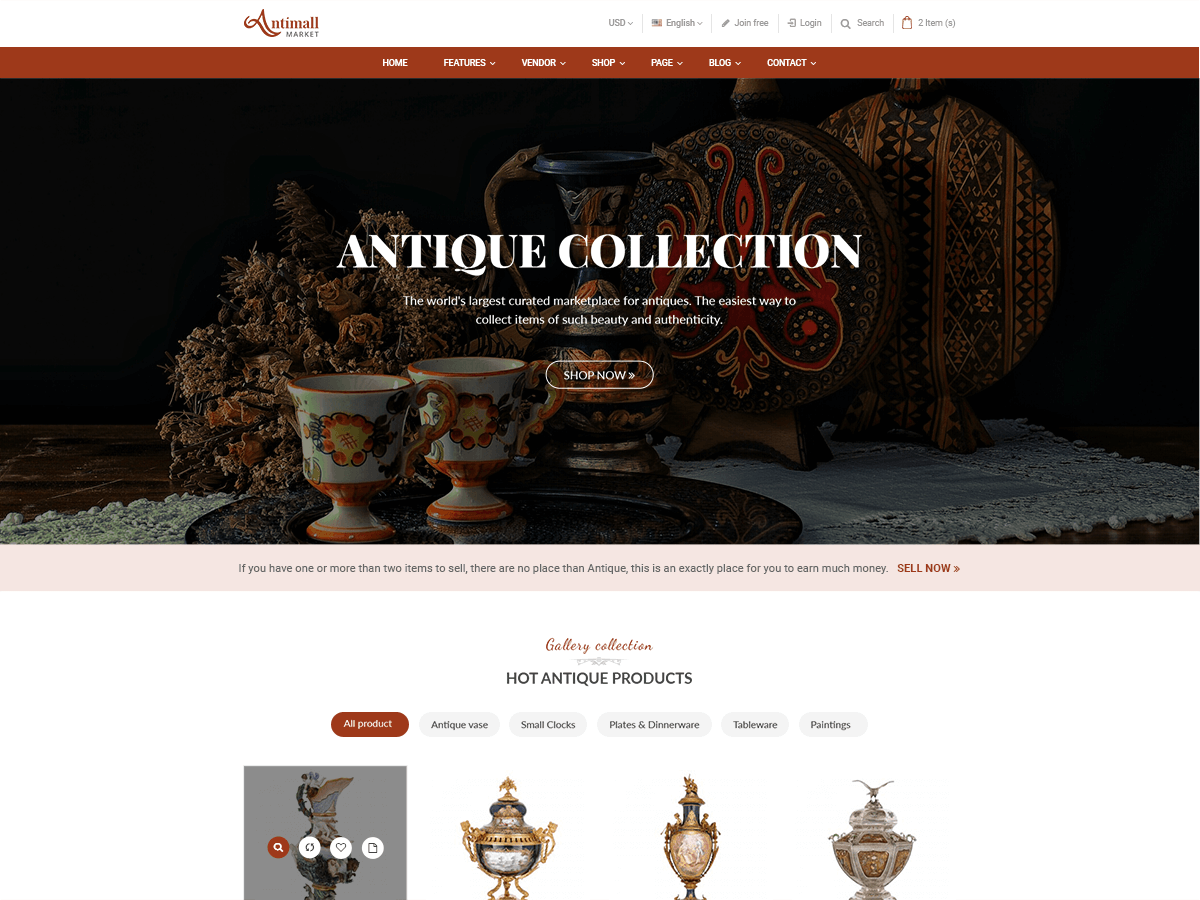 Antimall
MARKET
USD
English
Join free
Login
Search
2 Item (s)
HOME
FEATURES
VENDOR
SHOP
PAGE
BLOG
CONTACT
ANTIQUE COLLECTION
The world's largest curated marketplace for antiques. The easiest way to
collect items of such beauty and authenticity.
SHOP NOW »
If you have one or more than two items to sell, there are no place than Antique, this is an exactly place for you to earn much money. SELL NOW »
Gallery collection
HOT ANTIQUE PRODUCTS
All product
Antique vase
Small Clocks
Plates & Dinnerware
Tableware
Paintings